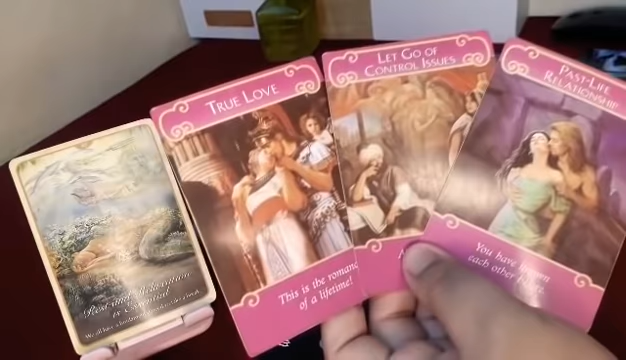 Rest and Relaxation
is Essential
TRUE LOVE
This is the romance
of a lifetime!
LET GO OF
CONTROL ISSUES
PAST-LIFE
RELATIONSHIP
You have known
each other before.